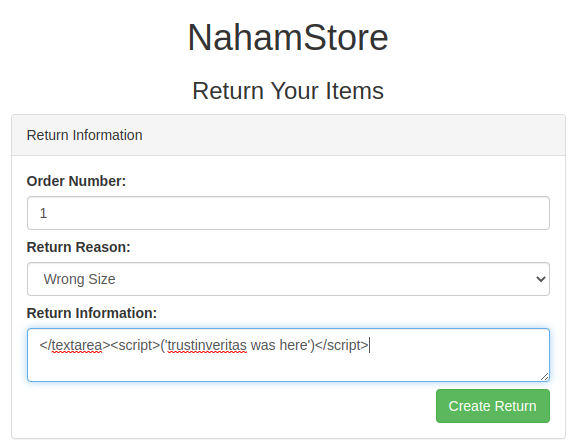 NahamStore
Return Your Items
Return Information
Order Number:
1
Return Reason:
Wrong Size
Return Information:
</textarea><script>('trustinveritas was here')</script>
Create Return